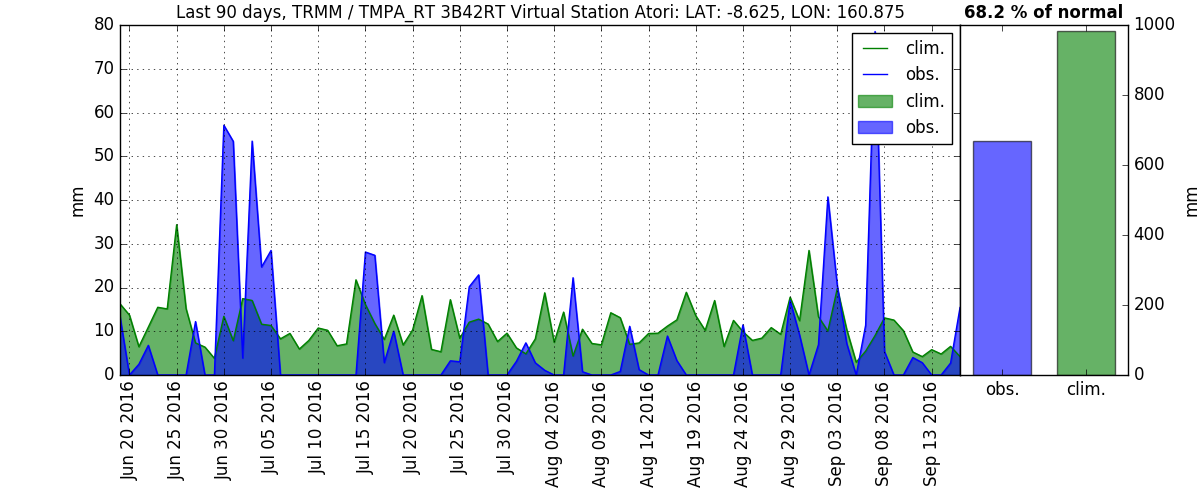 Last 90 days, TRMM / TMPA_RT 3B42RT Virtual Station Atori: LAT: -8.625, LON: 160.875
68.2 % of normal
80
70
60
50
40
30
20
10
0
mm
clim.
obs.
clim.
obs.
1000
800
600
400
200
0
mm
obs.
clim.
Jun 20 2016
Jun 25 2016
Jun 30 2016
Jul 05 2016
Jul 10 2016
Jul 15 2016
Jul 20 2016
Jul 25 2016
Jul 30 2016
Aug 04 2016
Aug 09 2016
Aug 14 2016
Aug 19 2016
Aug 24 2016
Aug 29 2016
Sep 03 2016
Sep 08 2016
Sep 13 2016